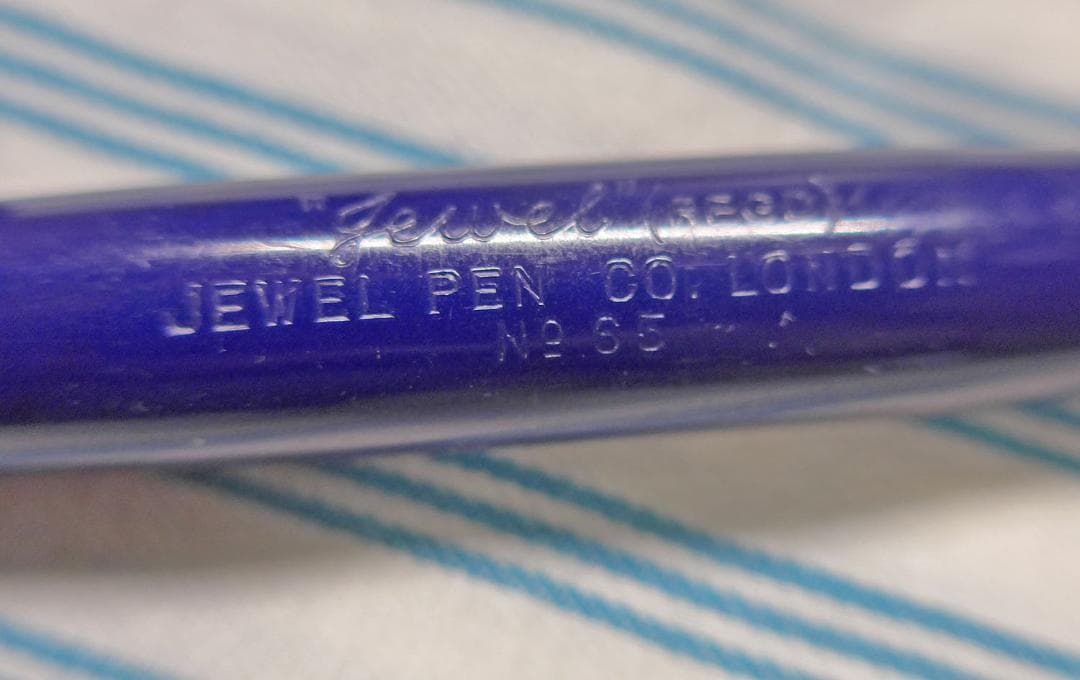 "Jewel" (REGD)
JEWEL PEN CO. LONDON
Nº 65